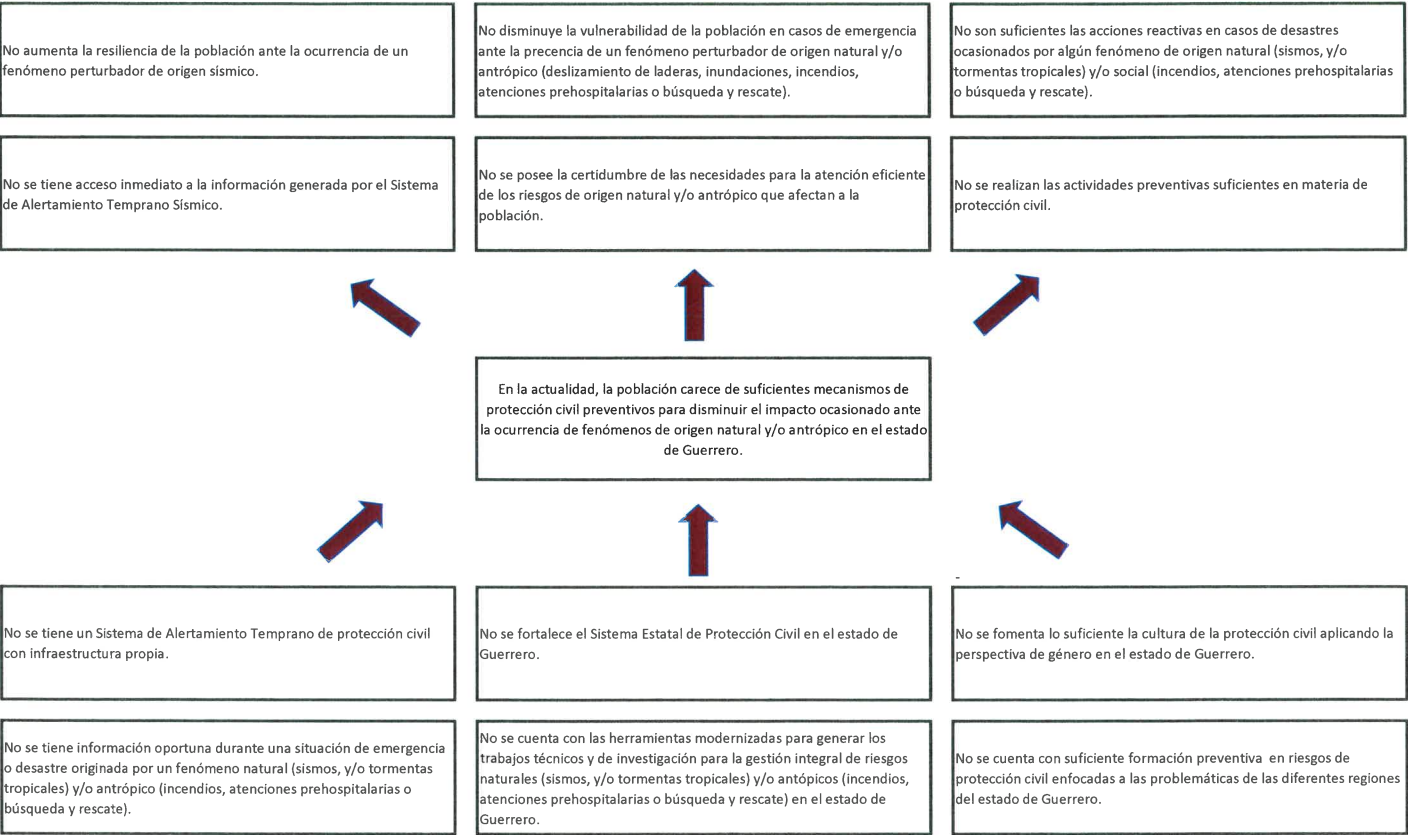 No aumenta la resiliencia de la población ante la ocurrencia de un
fenómeno perturbador de origen sísmico.
No disminuye la vulnerabilidad de la población en casos de emergencia
ante la precencia de un fenómeno perturbador de origen natural y/o
antrópico (deslizamiento de laderas, inundaciones, incendios,
atenciones prehospitalarias o búsqueda y rescate).
No son suficientes las acciones reactivas en casos de desastres
ocasionados por algún fenómeno de origen natural (sismos, y/o
tormentas tropicales) y/o social (incendios, atenciones prehospitalarias
o búsqueda y rescate).
No se tiene acceso inmediato a la información generada por el Sistema
de Alertamiento Temprano Sísmico.
No se posee la certidumbre de las necesidades para la atención eficiente
de los riesgos de origen natural y/o antrópico que afectan a la
población.
No se realizan las actividades preventivas suficientes en materia de
protección civil.
En la actualidad, la población carece de suficientes mecanismos de
protección civil preventivos para disminuir el impacto ocasionado ante
la ocurrencia de fenómenos de origen natural y/o antrópico en el estado
de Guerrero.
No se tiene un Sistema de Alertamiento Temprano de protección civil
con infraestructura propia.
No se fortalece el Sistema Estatal de Protección Civil en el estado de
Guerrero.
No se fomenta lo suficiente la cultura de la protección civil aplicando la
perspectiva de género en el estado de Guerrero.
No se tiene información oportuna durante una situación de emergencia
o desastre originada por un fenómeno natural (sismos, y/o tormentas
tropicales) y/o antrópico (incendios, atenciones prehospitalarias o
búsqueda y rescate).
No se cuenta con las herramientas modernizadas para generar los
trabajos técnicos y de investigación para la gestión integral de riesgos
naturales (sismos, y/o tormentas tropicales) y/o antópicos (incendios,
atenciones prehospitalarias o búsqueda y rescate) en el estado de
Guerrero.
No se cuenta con suficiente formación preventiva en riesgos de
protección civil enfocadas a las problemáticas de las diferentes regiones
del estado de Guerrero.